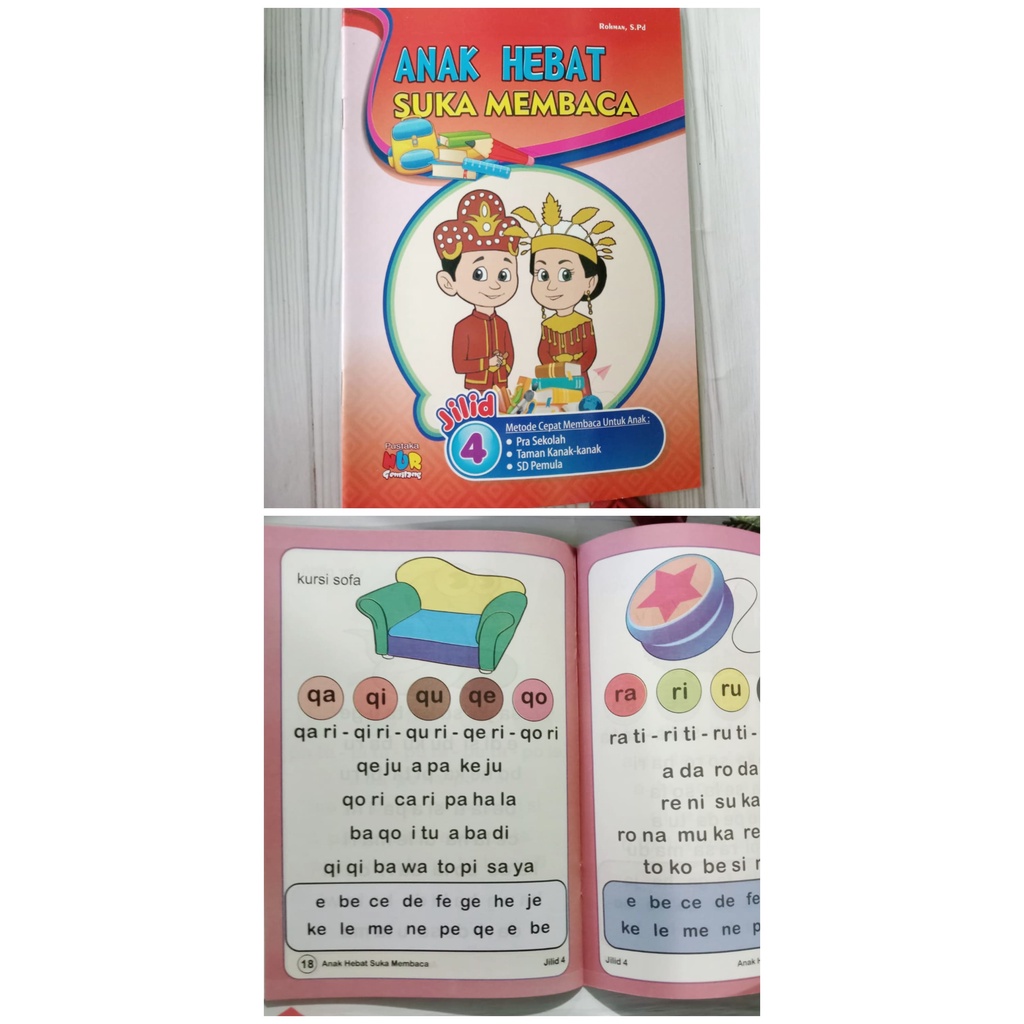 Rohman, S.Pd
ANAK HEBAT
SUKA MEMBACA
Jilid
4
Metode Cepat Membaca Untuk Anak :
• Pra Sekolah
• Taman Kanak-kanak
• SD Pemula
Pustaka
NUR
Gemilang
kursi sofa
qa qi qu qe qo
qa ri - qi ri - qu ri - qe ri - qo ri
qe ju a pa ke ju
qo ri ca ri pa ha la
ba qo i tu a ba di
qi qi ba wa to pi sa ya
e be ce de fe ge he je
ke le me ne pe qe e be
18 Anak Hebat Suka Membaca Jilid 4
ra ri ru
ra ti - ri ti - ru ti -
a da ro da
re ni su ka
ro na mu ka re
to ko be si r
e be ce de fe
ke le me ne p
Jilid 4 Anak H